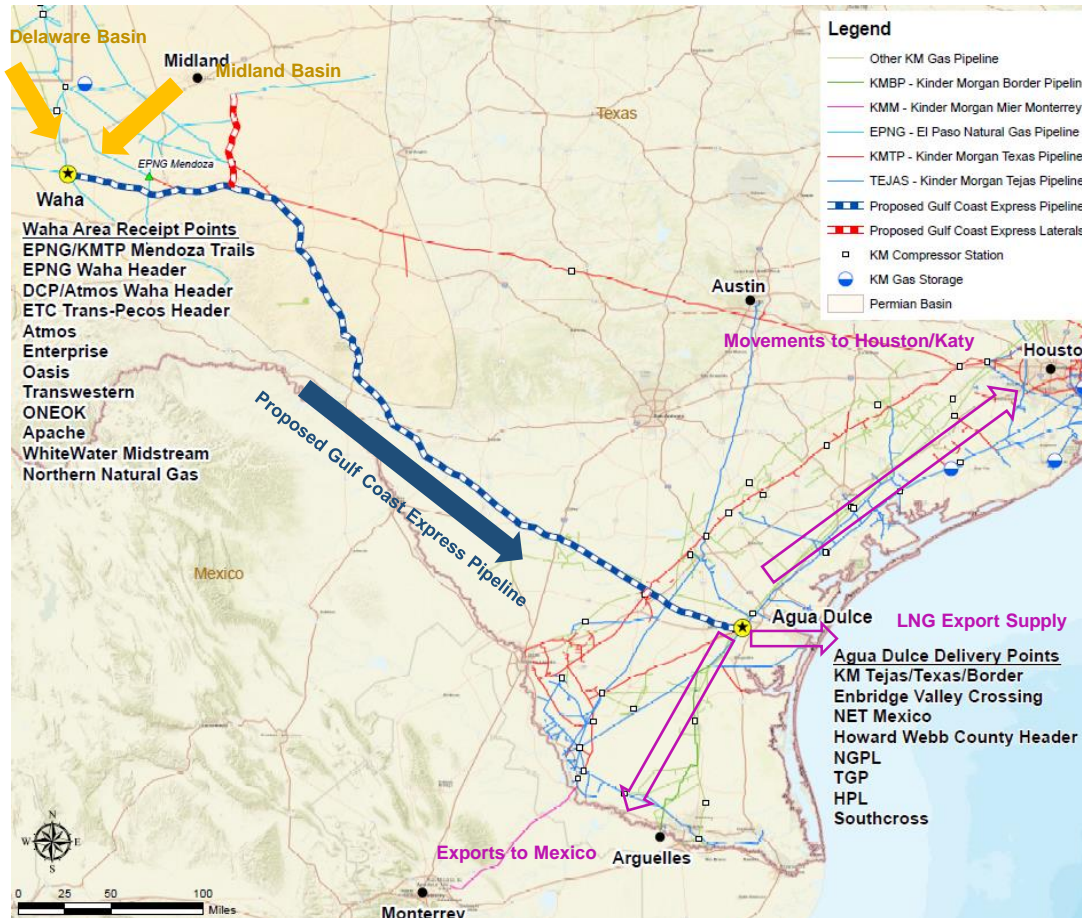 Delaware Basin
Midland
Midland Basin
Texas
EPNG Mendoza
Waha
Waha Area Receipt Points
EPNG/KMTP Mendoza Trails
EPNG Waha Header
DCP/Atmos Waha Header
ETC Trans-Pecos Header
Atmos
Enterprise
Oasis
Transwestern
ONEOK
Apache
WhiteWater Midstream
Northern Natural Gas
Legend
Other KM Gas Pipeline
KMBP - Kinder Morgan Border Pipelin
KMM - Kinder Morgan Mier Monterrey
EPNG - El Paso Natural Gas Pipeline
KMTP - Kinder Morgan Texas Pipeline
TEJAS - Kinder Morgan Tejas Pipeline
Proposed Gulf Coast Express Pipeline
Proposed Gulf Coast Express Laterals
KM Compressor Station
KM Gas Storage
Permian Basin
Austin
Movements to Houston/Katy
Housto
Proposed Gulf Coast Express Pipeline
Mexico
Agua Dulce
LNG Export Supply
Agua Dulce Delivery Points
KM Tejas/Texas/Border
Enbridge Valley Crossing
NET Mexico
Howard Webb County Header
NGPL
TGP
HPL
Southcross
Exports to Mexico
Arguelles
Monterrey
N
W E
S
0 25 50 100
Miles